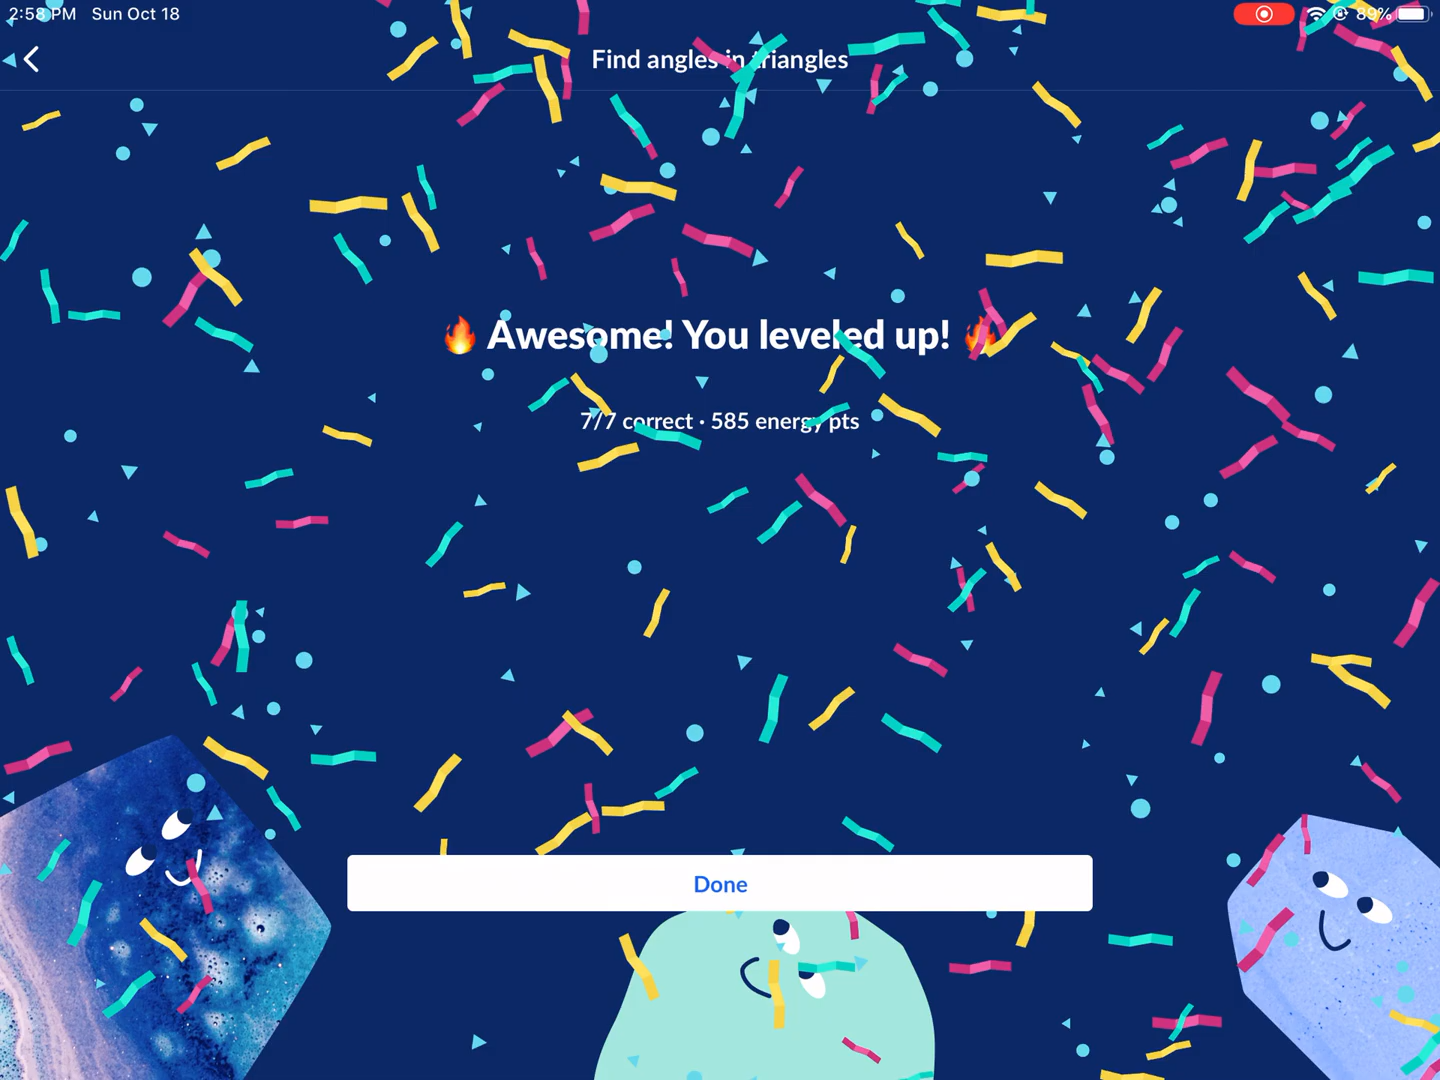 2:58 PM Sun Oct 18
89%
Find angles in triangles
🔥 Awesome! You leveled up! 🔥
7/7 correct · 585 energy pts
Done